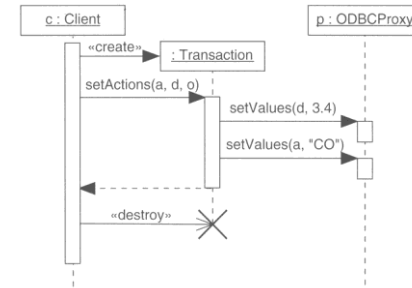 c : Client
p : ODBCProxy
«create»
: Transaction
setActions(a, d, o)
setValues(d, 3.4)
setValues(a, "CO")
«destroy»